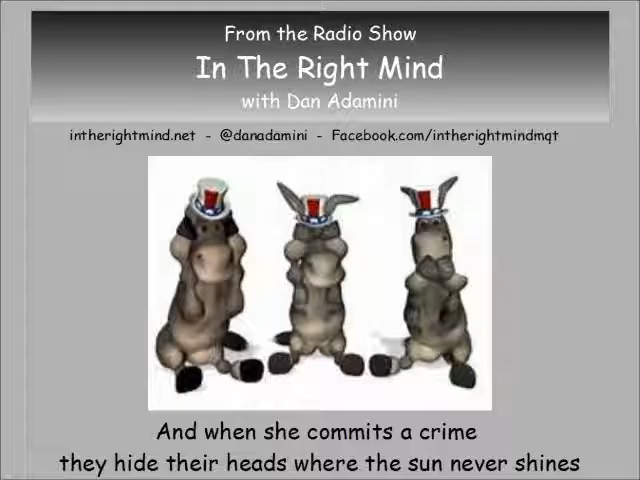 From the Radio Show
In The Right Mind
with Dan Adamini
intherightmind.net - @danadamini - Facebook.com/intherightmindmqt
And when she commits a crime
they hide their heads where the sun never shines